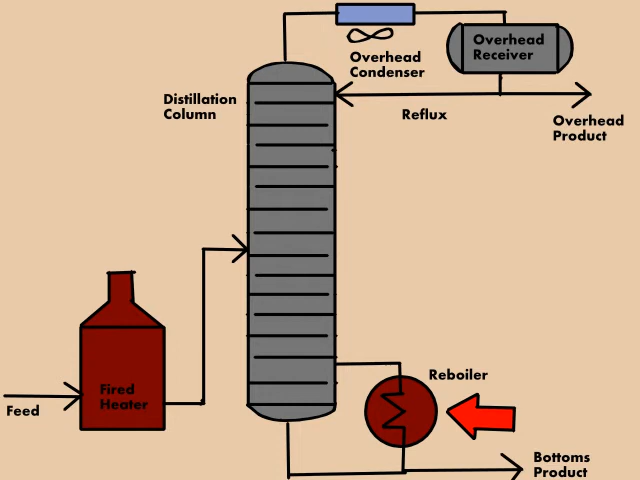 Overhead
Receiver
Overhead
Condenser
Distillation
Column
Reflux
Overhead
Product
Reboiler
Fired
Heater
Feed
Bottoms
Product